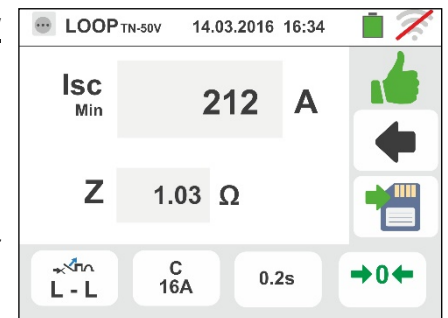 LOOP TN-50V 14.03.2016 16:34
Isc
Min
212 A
Z 1.03 Ω
L - L
C
16A
0.2s
→0←